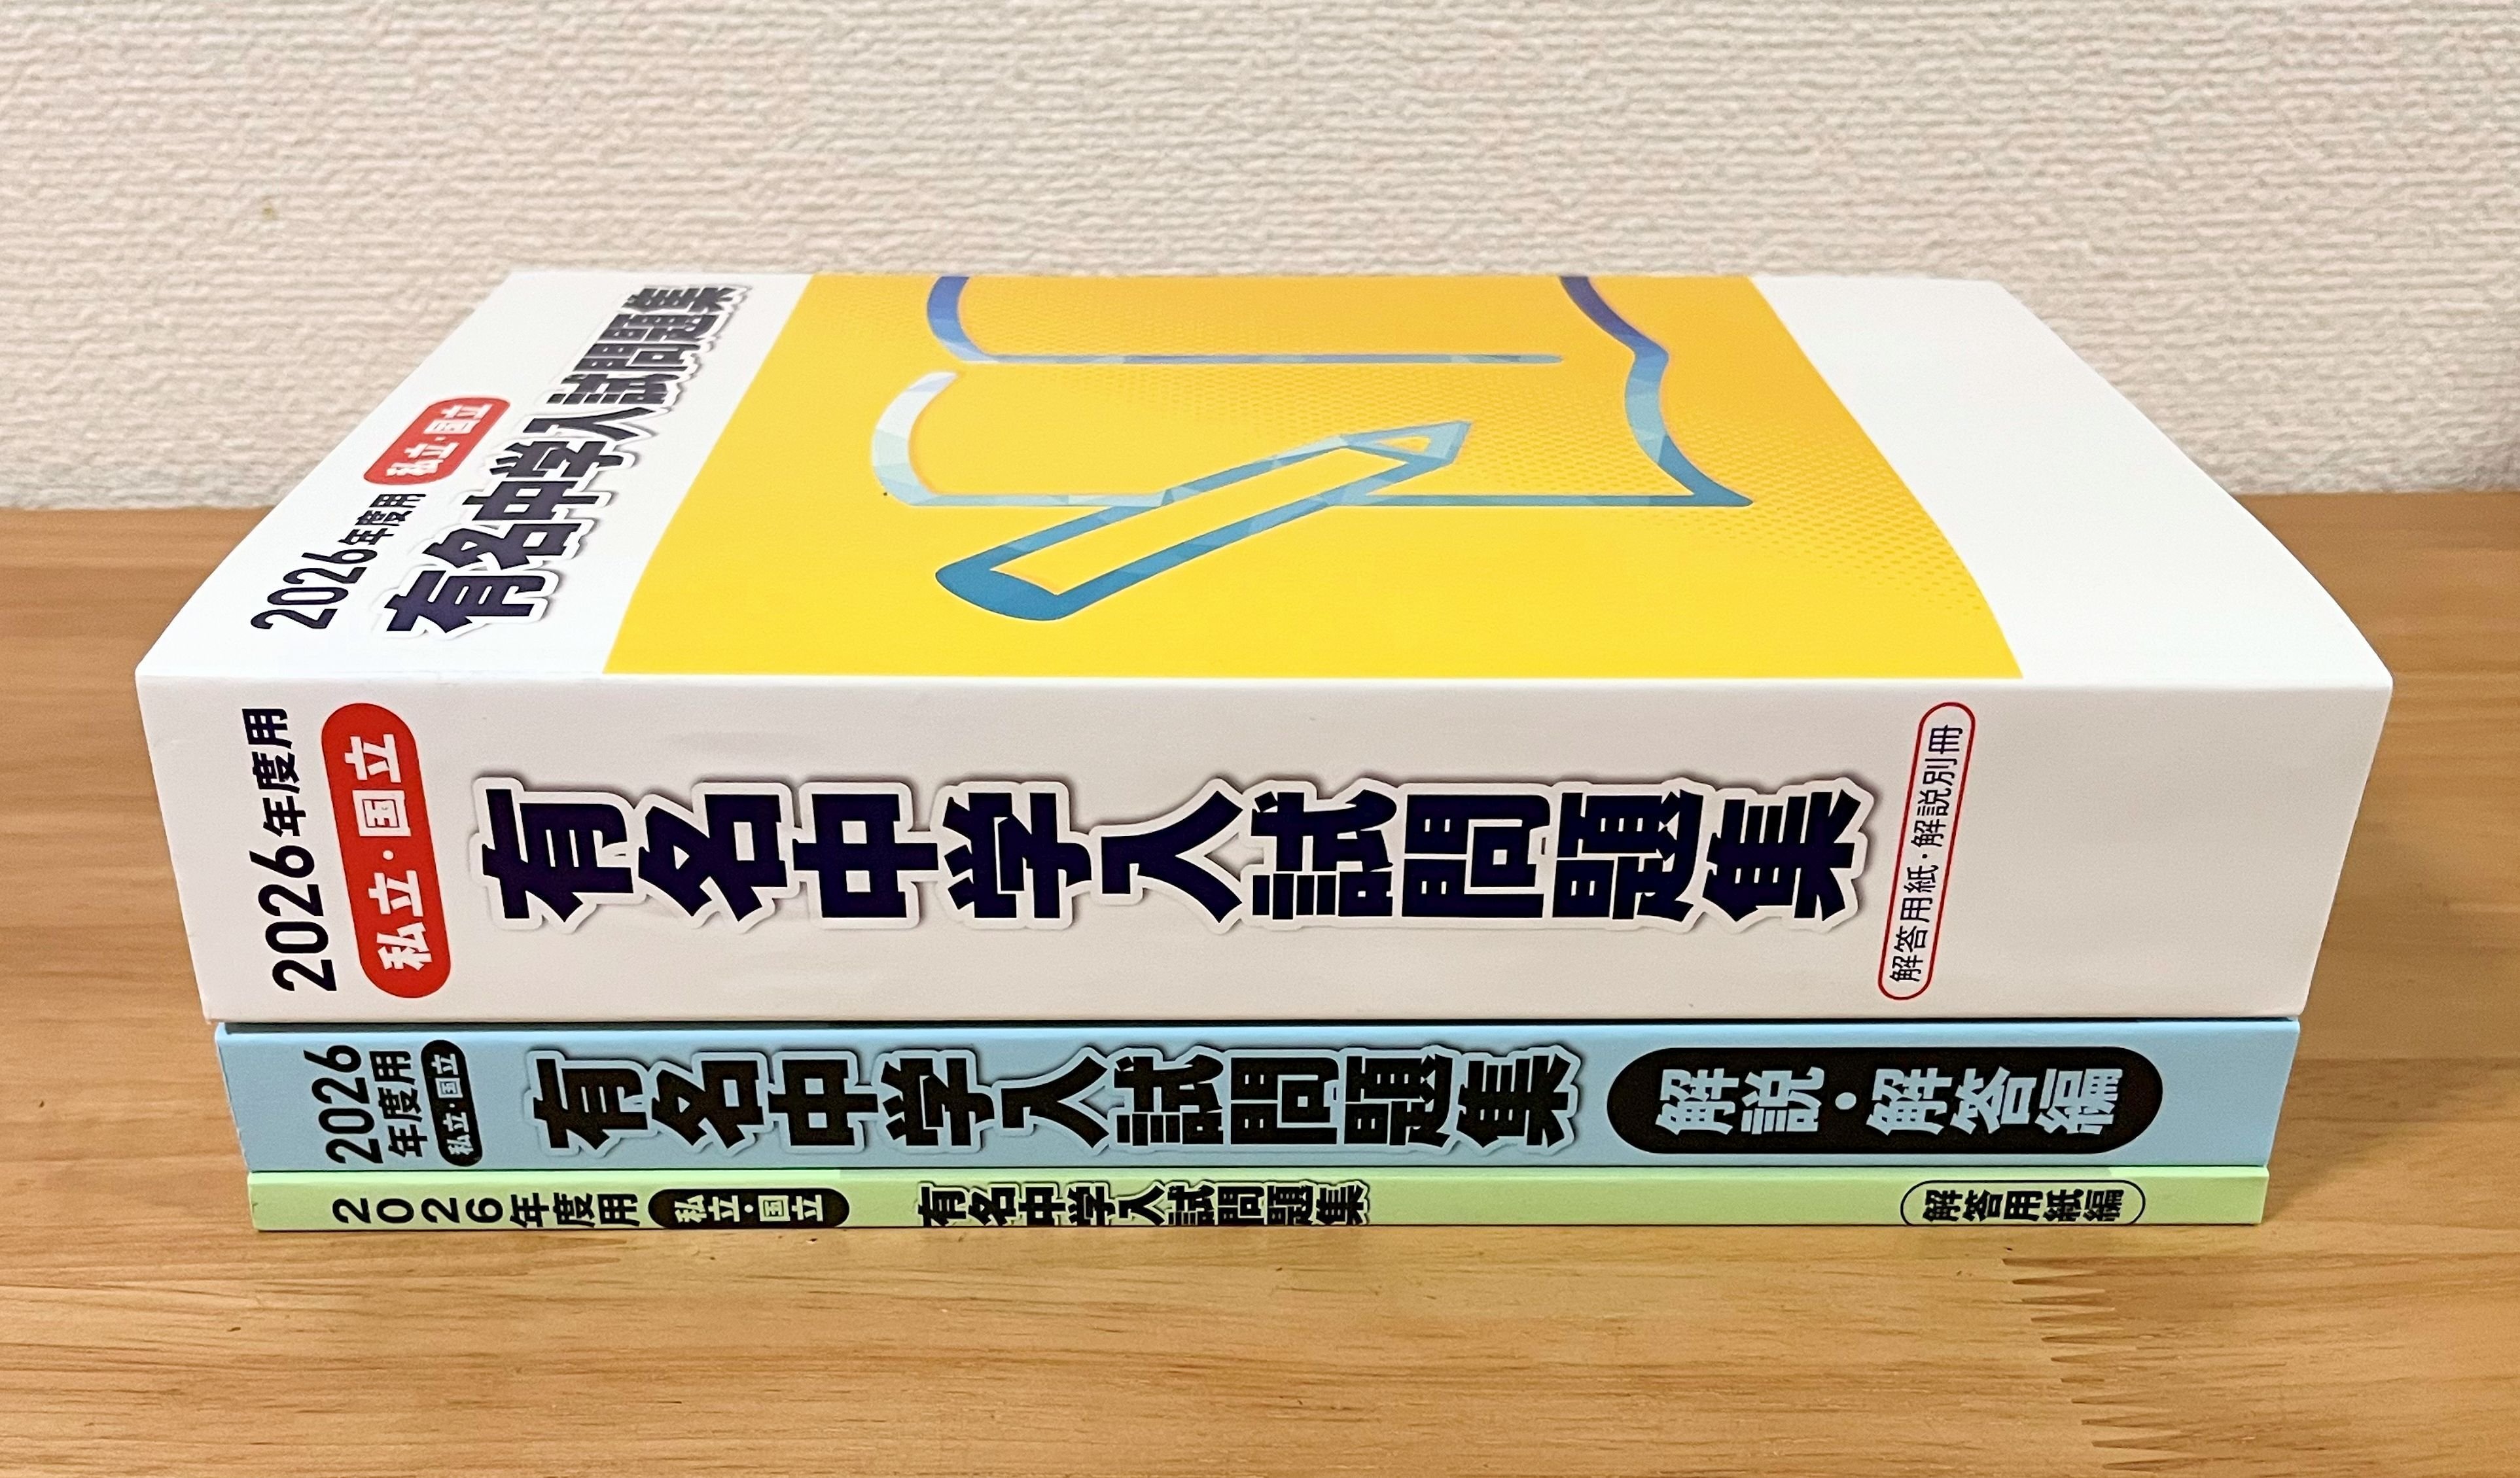 2026年度用 私立・国立
有名中学入試問題集
2026年度用 私立・国立 有名中学入試問題集 解答用紙・解説別冊
2026年度用 私立・国立 有名中学入試問題集 解説・解答編
2026年度用 私立・国立 有名中学入試問題集 解答用紙編